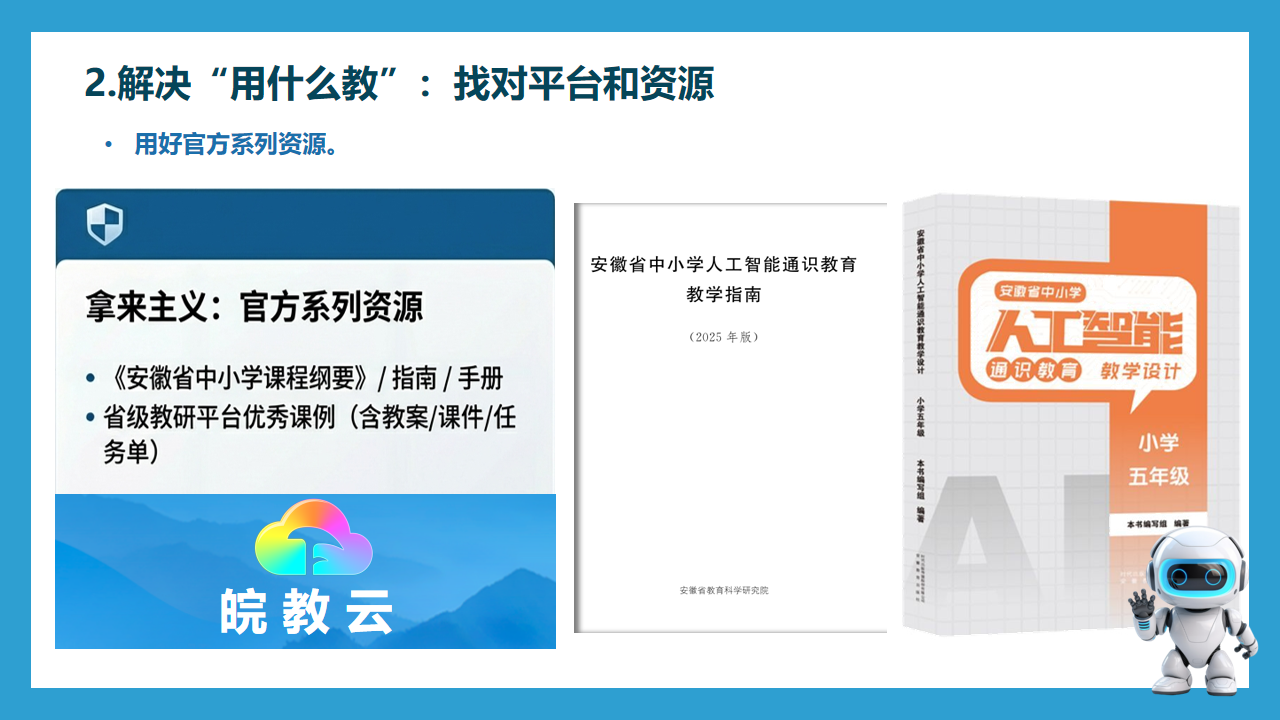 2.解决“用什么教”：找对平台和资源
• 用好官方系列资源。
拿来主义：官方系列资源
• 《安徽省中小学课程纲要》/ 指南 / 手册
• 省级教研平台优秀课例（含教案/课件/任
务单）
皖教云
安徽省中小学人工智能通识教育
教学指南
（2025 年版）
安徽省教育科学研究院
安徽省中小学人工智能通识教育教学设计 小学五年级 本书编写组 编著
安徽省中小学
人工智能
通识教育 教学设计
小学
五年级
本书编写组 编著
AI